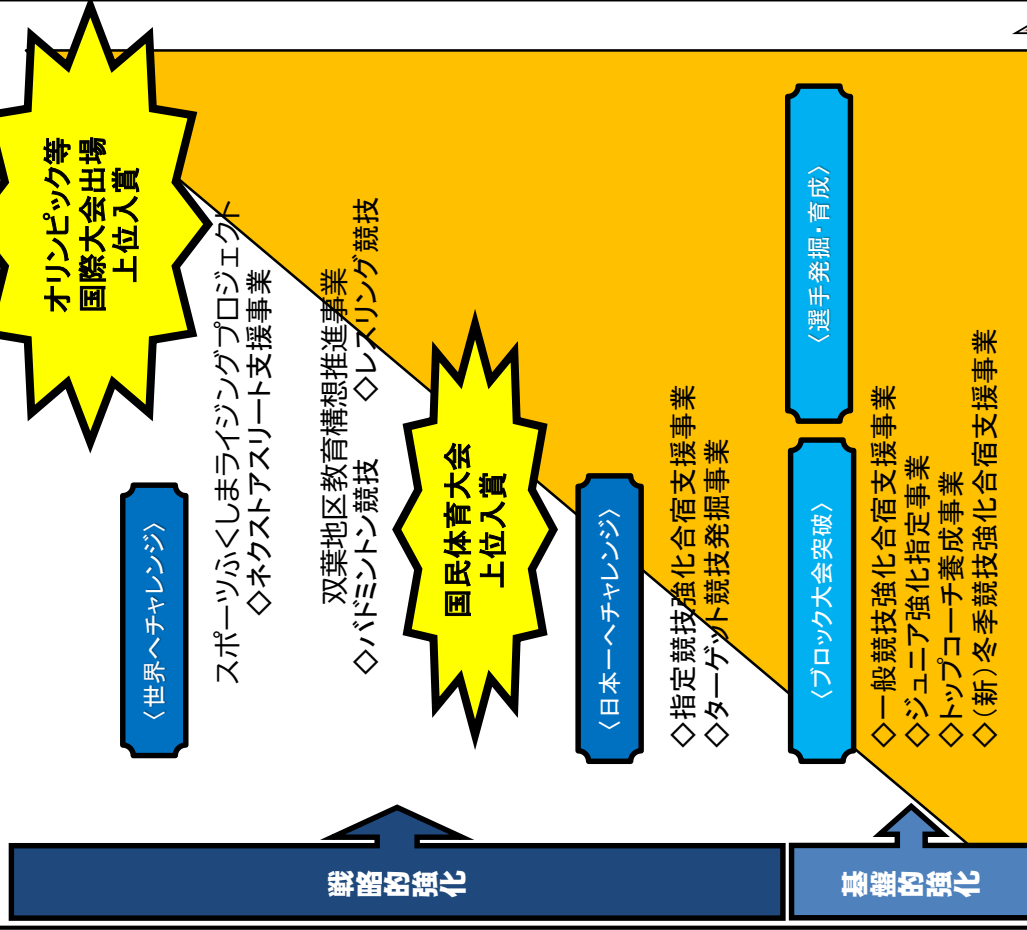 オリンピック等
国際大会出場
上位入賞
〈世界へチャレンジ〉
スポーツふくしまライジングプロジェクト
◇ネクストアスリート支援事業
双葉地区教育構想推進事業
◇バドミントン競技　◇レスリング競技
国民体育大会
上位入賞
〈日本一へチャレンジ〉
◇指定競技強化合宿支援事業
◇ターゲット競技発掘事業
戦略的強化
〈ブロック大会突破〉
〈選手発掘・育成〉
◇一般競技強化合宿支援事業
◇ジュニア強化指定事業
◇トップコーチ養成事業
◇（新）冬季競技強化合宿支援事業
基盤的強化